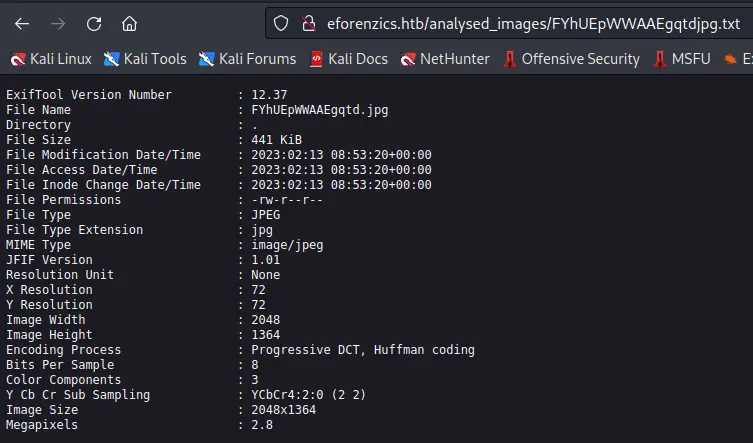 eforenzics.htb/analysed_images/FYhUEpWWAAEgqtdjpg.txt
Kali Linux Kali Tools Kali Forums Kali Docs NetHunter Offensive Security MSFU
ExifTool Version Number : 12.37
File Name : FYhUEpWWAAEgqtd.jpg
Directory : .
File Size : 441 KiB
File Modification Date/Time : 2023:02:13 08:53:20+00:00
File Access Date/Time : 2023:02:13 08:53:20+00:00
File Inode Change Date/Time : 2023:02:13 08:53:20+00:00
File Permissions : -rw-r--r--
File Type : JPEG
File Type Extension : jpg
MIME Type : image/jpeg
JFIF Version : 1.01
Resolution Unit : None
X Resolution : 72
Y Resolution : 72
Image Width : 2048
Image Height : 1364
Encoding Process : Progressive DCT, Huffman coding
Bits Per Sample : 8
Color Components : 3
Y Cb Cr Sub Sampling : YCbCr4:2:0 (2 2)
Image Size : 2048x1364
Megapixels : 2.8